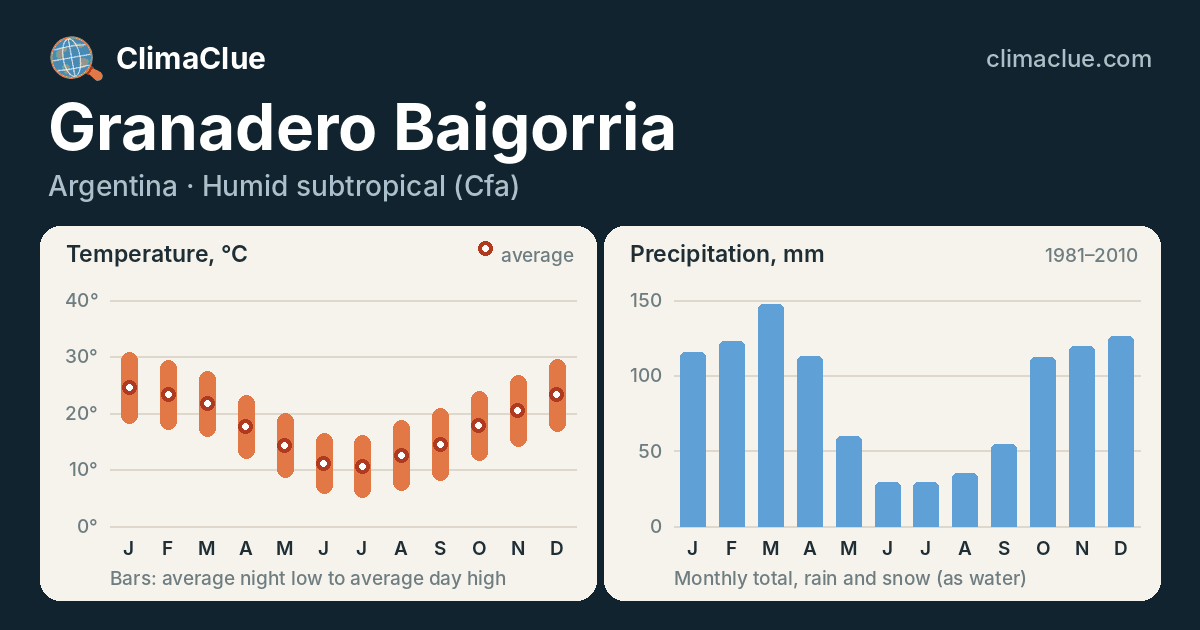 ClimaClue
climaclue.com
Granadero Baigorria
Argentina · Humid subtropical (Cfa)
Temperature, °C
average
40°
30°
20°
10°
0°
J F M A M J J A S O N D
Bars: average night low to average day high
Precipitation, mm
1981–2010
150
100
50
0
J F M A M J J A S O N D
Monthly total, rain and snow (as water)